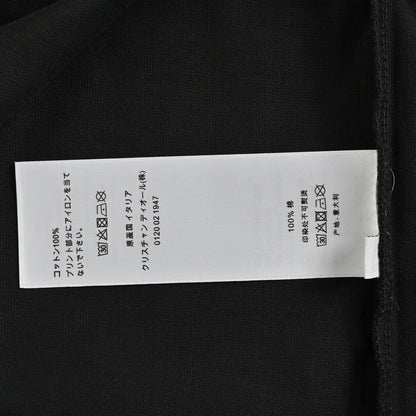 コットン100%
プリント部分にアイロンを当て
ないで下さい。
30
原産国 イタリア
クリスチャン ディオール(株)
0120 02 1947
100% 棉
印染处不可熨烫
30
产地 - 意大利